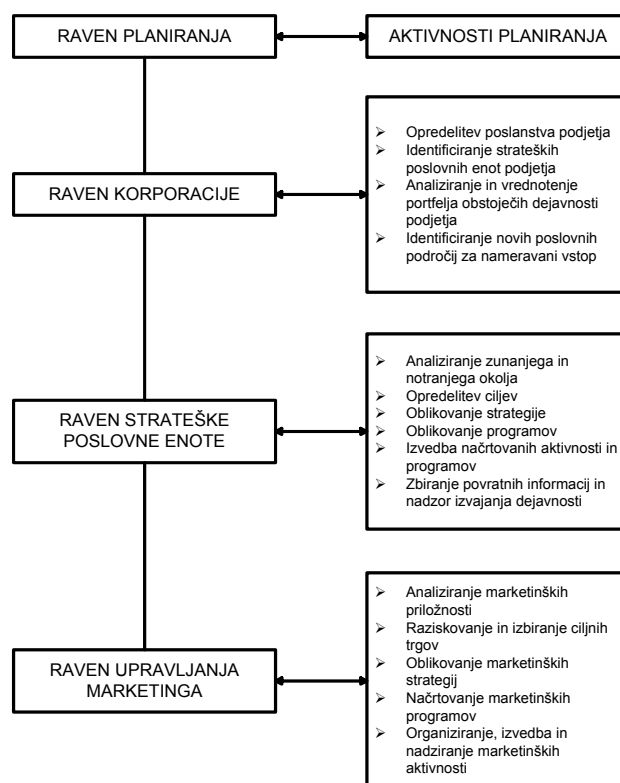 RAVEN PLANIRANJA
AKTIVNOSTI PLANIRANJA
RAVEN KORPORACIJE
➢ Opredelitev poslanstva podjetja
➢ Identificiranje strateških
poslovnih enot podjetja
➢ Analiziranje in vrednotenje
portfelja obstoječih dejavnosti
podjetja
➢ Identificiranje novih poslovnih
področij za nameravani vstop
RAVEN STRATEŠKE
POSLOVNE ENOTE
➢ Analiziranje zunanjega in
notranjega okolja
➢ Opredelitev ciljev
➢ Oblikovanje strategije
➢ Oblikovanje programov
➢ Izvedba načrtovanih aktivnosti in
programov
➢ Zbiranje povratnih informacij in
nadzor izvajanja dejavnosti
RAVEN UPRAVLJANJA
MARKETINGA
➢ Analiziranje marketinških
priložnosti
➢ Raziskovanje in izbiranje ciljnih
trgov
➢ Oblikovanje marketinških
strategij
➢ Načrtovanje marketinških
programov
➢ Organiziranje, izvedba in
nadziranje marketinških
aktivnosti